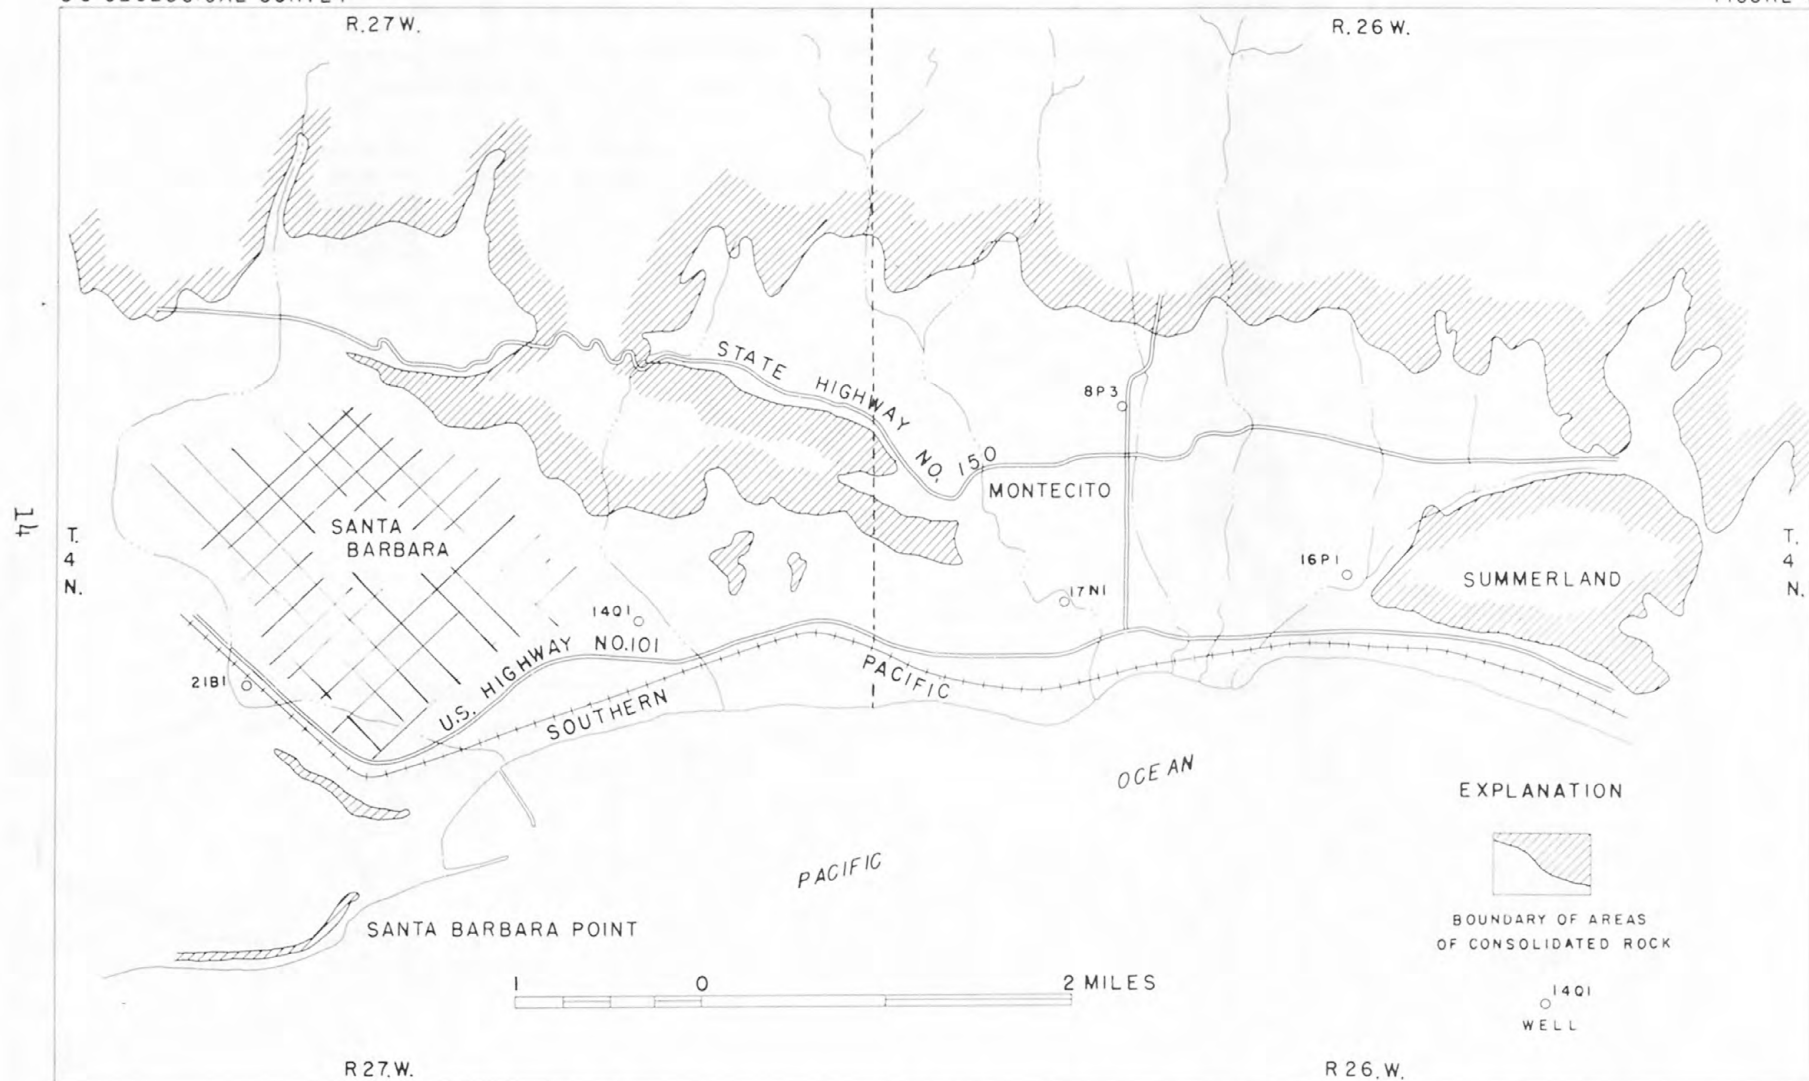 R.27W.
R.26W.
STATE HIGHWAY NO. 150
8P3
MONTECITO
SANTA
BARBARA
14
T.
4
N.
T.
4
N.
16P1
SUMMERLAND
17N1
14Q1
U.S. HIGHWAY NO.101
21B1
SOUTHERN PACIFIC
OCEAN
PACIFIC
EXPLANATION
BOUNDARY OF AREAS
OF CONSOLIDATED ROCK
SANTA BARBARA POINT
1 0 2 MILES
14Q1
WELL
R27.W.
R26.W.